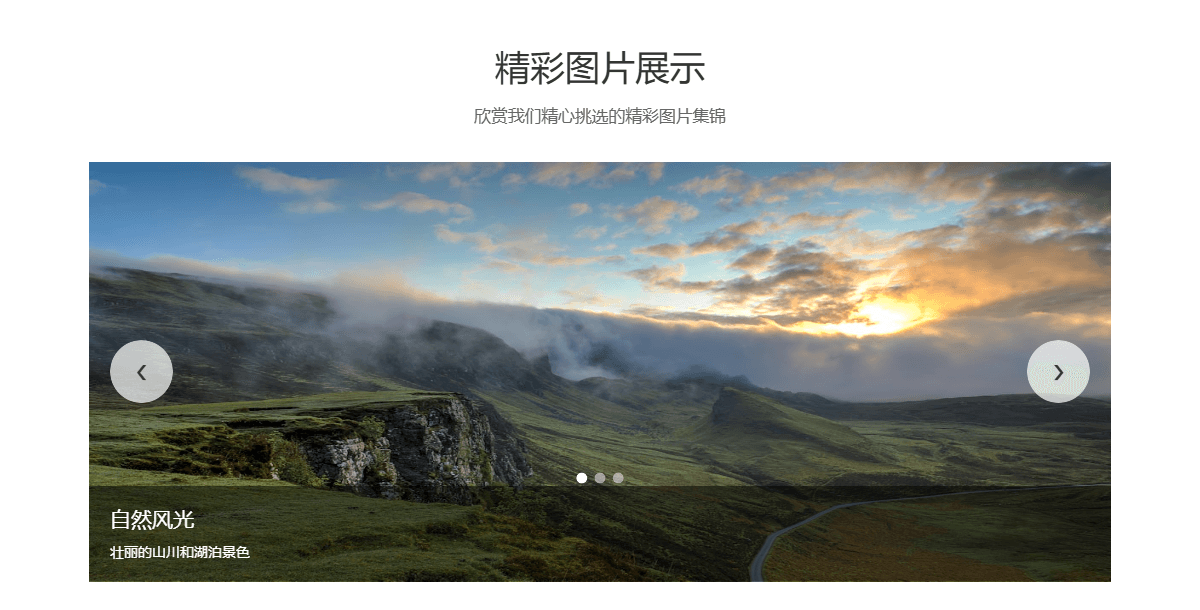 精彩图片展示
欣赏我们精心挑选的精彩图片集锦
自然风光
壮丽的山川和湖泊景色